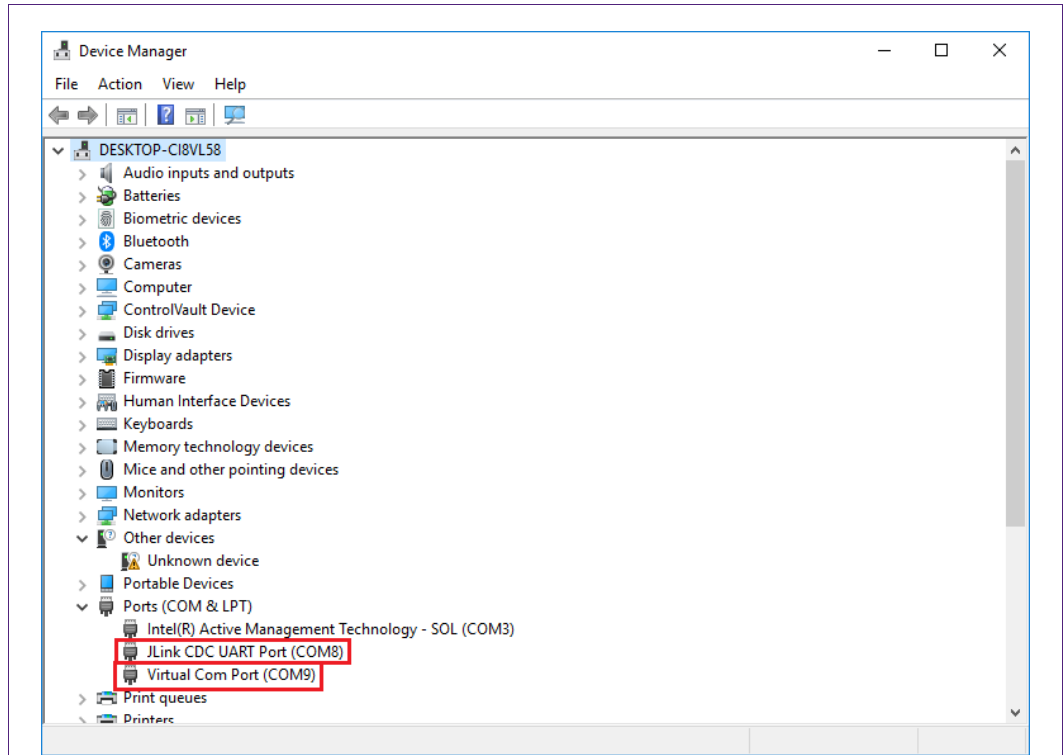 Device Manager
File Action View Help
DESKTOP-CI8VL58
Audio inputs and outputs
Batteries
Biometric devices
Bluetooth
Cameras
Computer
ControlVault Device
Disk drives
Display adapters
Firmware
Human Interface Devices
Keyboards
Memory technology devices
Mice and other pointing devices
Monitors
Network adapters
Other devices
Unknown device
Portable Devices
Ports (COM & LPT)
Intel(R) Active Management Technology - SOL (COM3)
JLink CDC UART Port (COM8)
Virtual Com Port (COM9)
Print queues
Printers